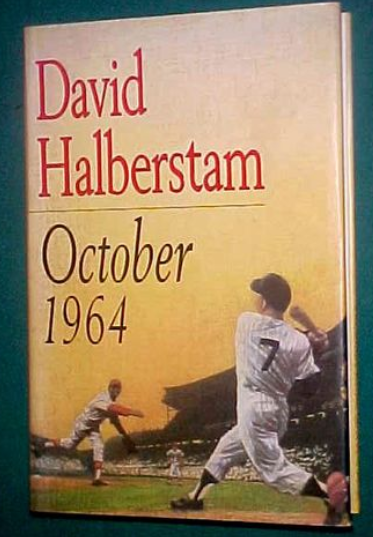 David
Halberstam
October
1964
7